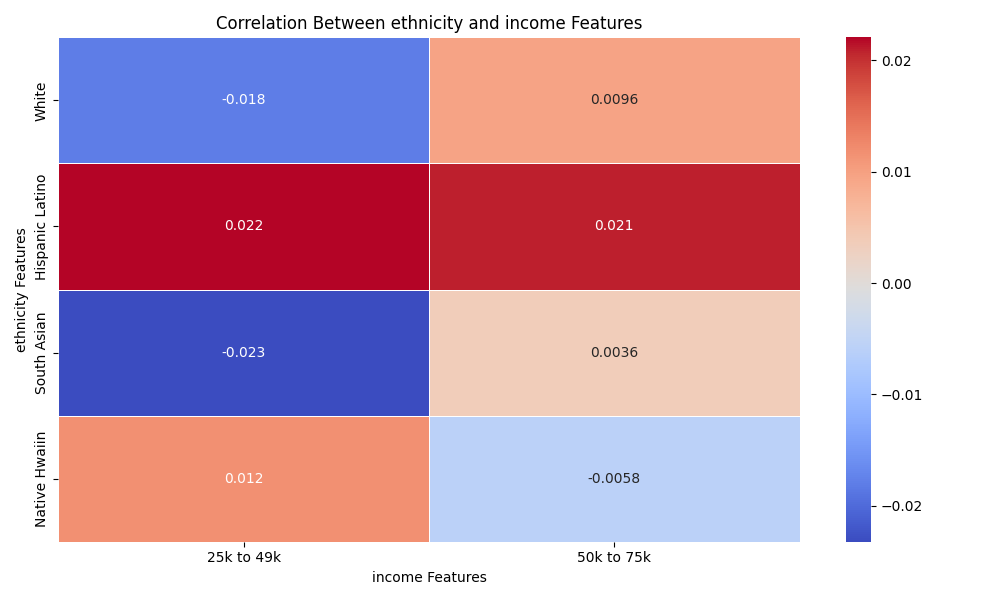 Correlation Between ethnicity and income Features
ethnicity Features
White
Hispanic Latino
South Asian
Native Hwaiin
-0.018
0.0096
0.022
0.021
-0.023
0.0036
0.012
-0.0058
25k to 49k
50k to 75k
income Features
0.02
0.01
0.00
−0.01
−0.02